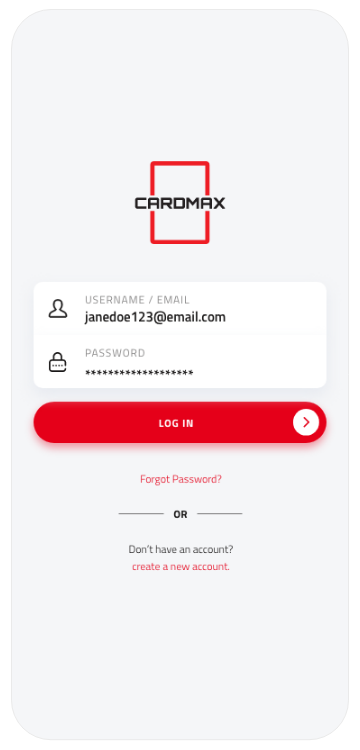 CARDMAX
USERNAME / EMAIL
janedoe123@email.com
PASSWORD
*******************
LOG IN
Forgot Password?
OR
Don't have an account?
create a new account.